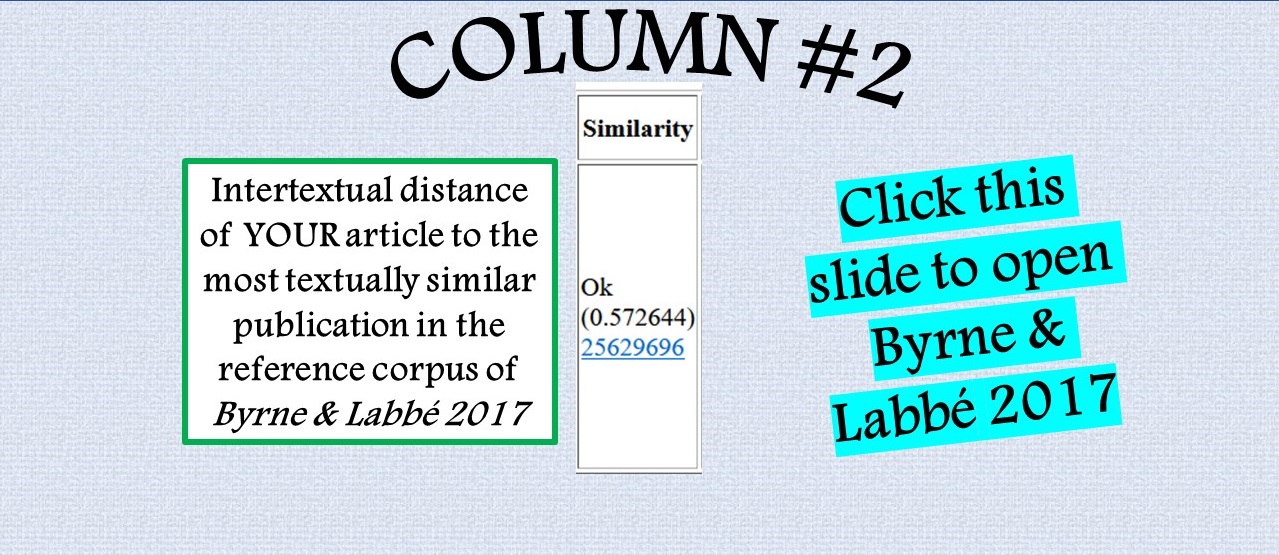 COLUMN #2
Similarity
Intertextual distance
of YOUR article to the
most textually similar
publication in the
reference corpus of
Byrne & Labbé 2017
Ok
(0.572644)
25629696
Click this
slide to open
Byrne &
Labbé 2017